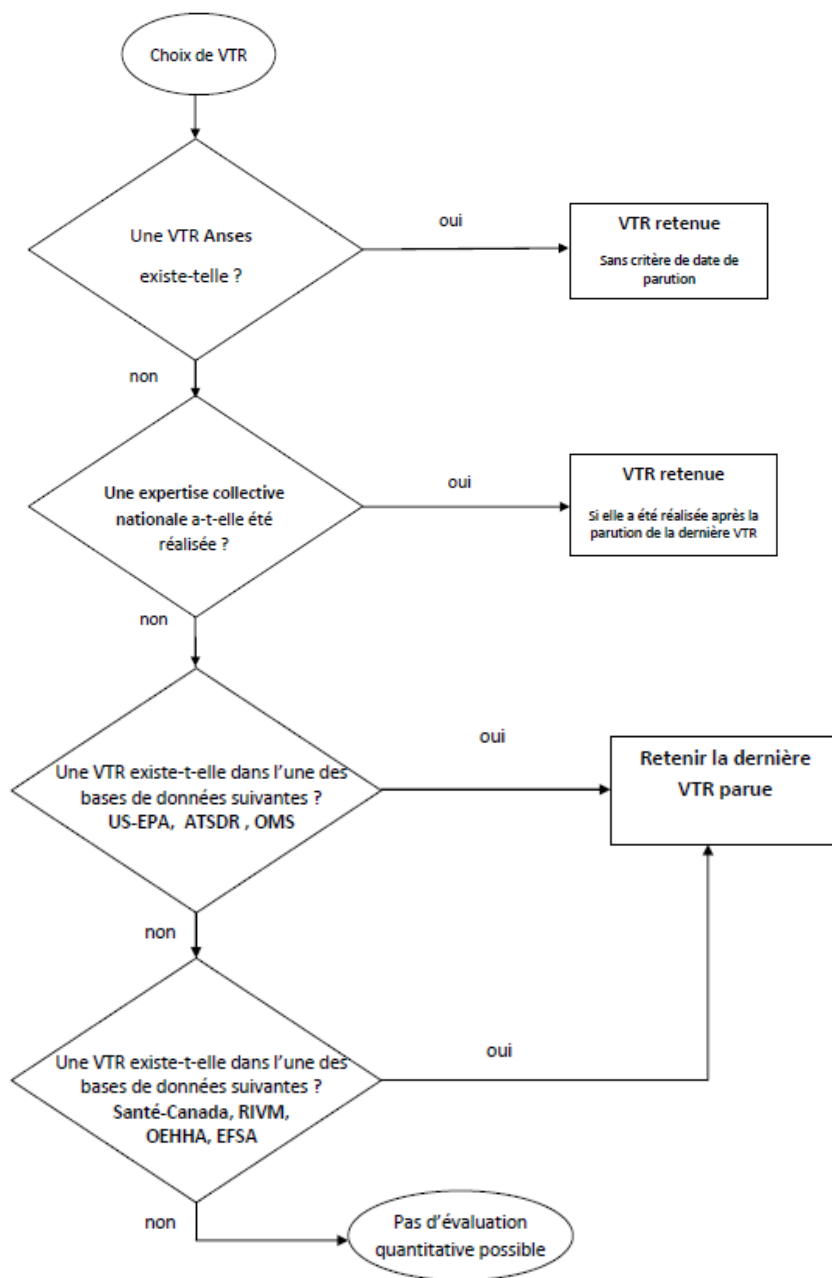 Choix de VTR
Une VTR Anses
existe-telle ?
oui
VTR retenue
Sans critère de date de
parution
non
Une expertise collective
nationale a-t-elle été
réalisée ?
oui
VTR retenue
Si elle a été réalisée après la
parution de la dernière VTR
non
Une VTR existe-t-elle dans l'une des
bases de données suivantes ?
US-EPA, ATSDR , OMS
oui
Retenir la dernière
VTR parue
non
Une VTR existe-t-elle dans l'une des
bases de données suivantes ?
Santé-Canada, RIVM,
OEHHA, EFSA
oui
non
Pas d'évaluation
quantitative possible